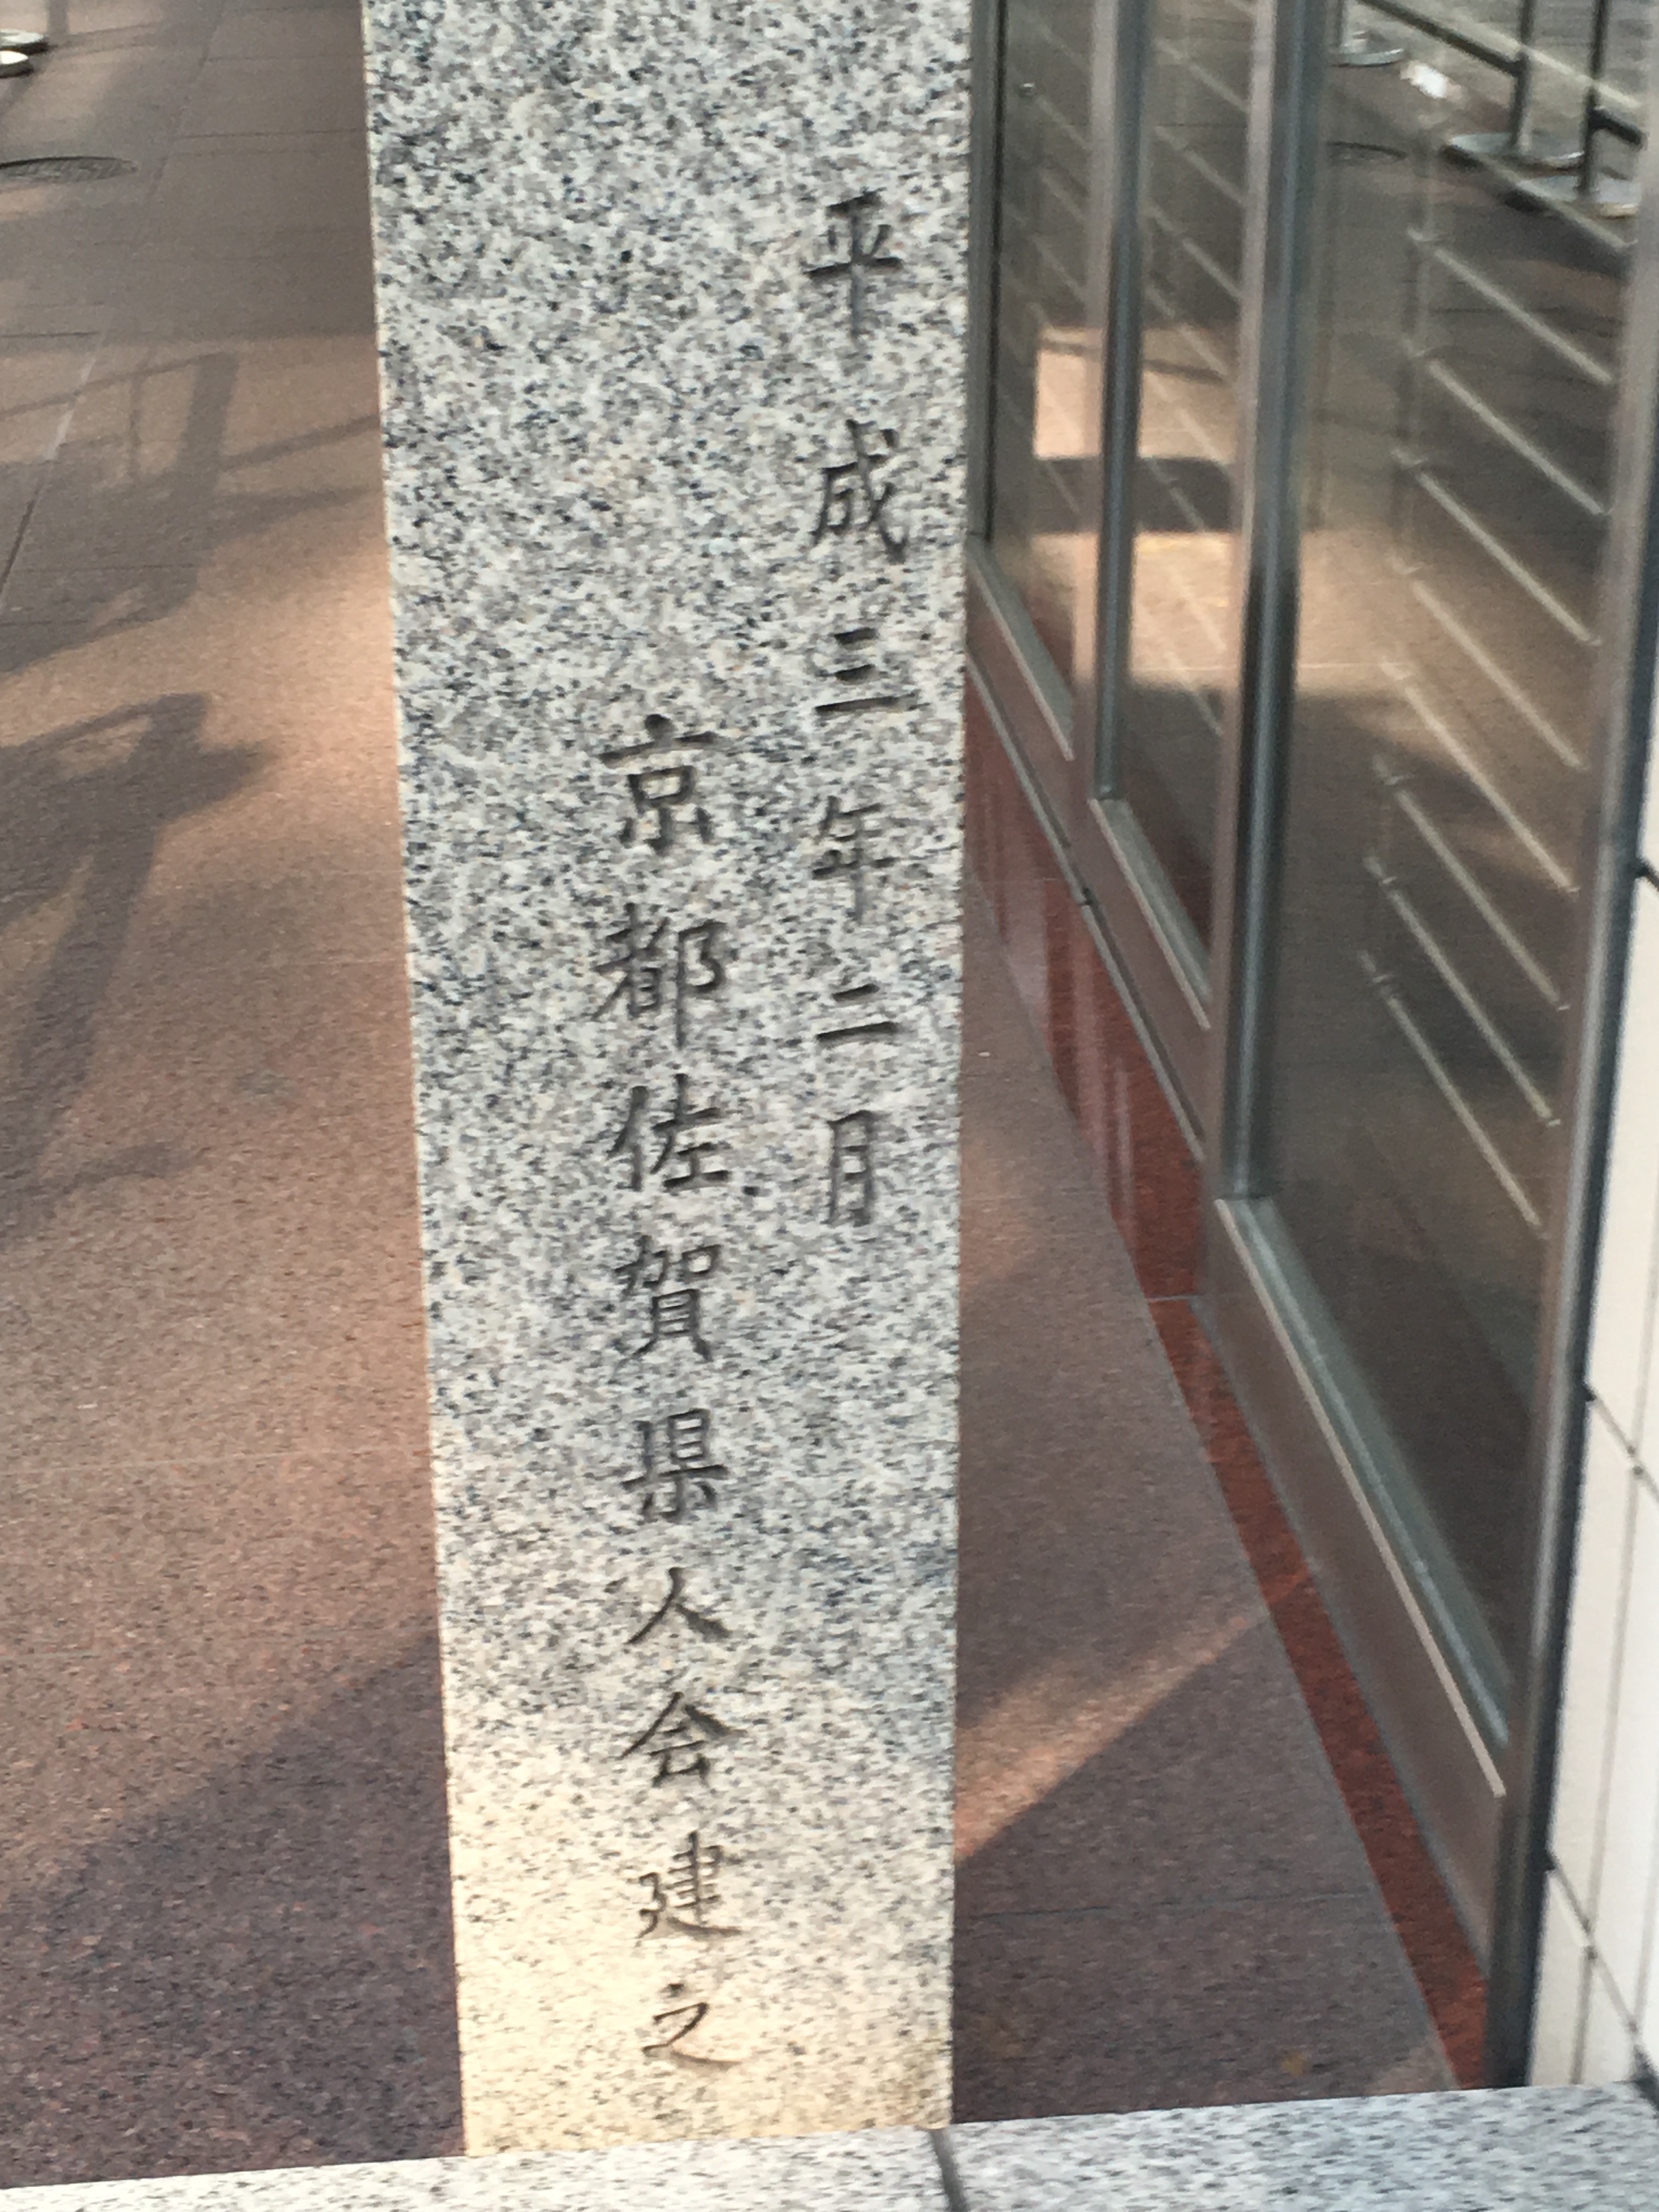 平成三年二月
京都佐賀県人会建之